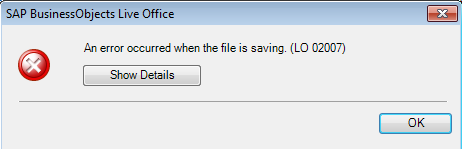 SAP BusinessObjects Live Office
An error occurred when the file is saving. (LO 02007)
Show Details
OK